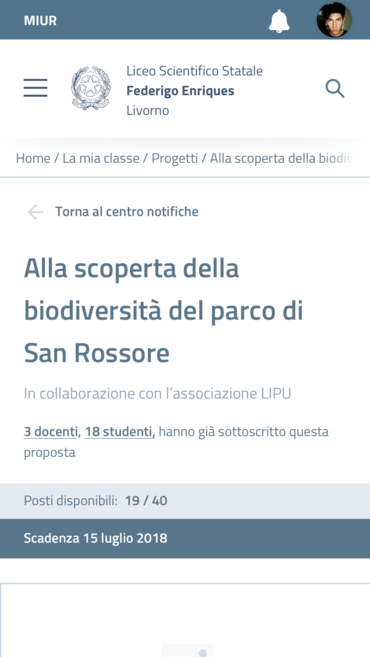 MIUR
Liceo Scientifico Statale
Federigo Enriques
Livorno
Home / La mia classe / Progetti / Alla scoperta della biodiv
Torna al centro notifiche
Alla scoperta della
biodiversità del parco di
San Rossore
In collaborazione con l'associazione LIPU
3 docenti, 18 studenti, hanno già sottoscritto questa
proposta
Posti disponibili: 19 / 40
Scadenza 15 luglio 2018